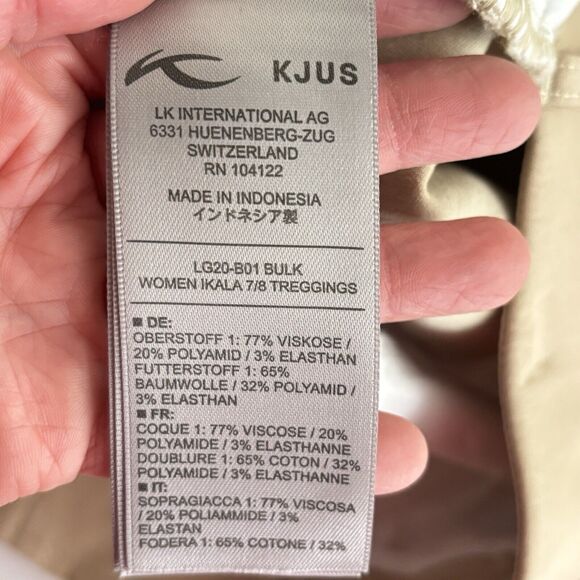 KJUS
LK INTERNATIONAL AG
6331 HUENENBERG-ZUG
SWITZERLAND
RN 104122
MADE IN INDONESIA
インドネシア製
LG20-B01 BULK
WOMEN IKALA 7/8 TREGGINGS
■ DE:
OBERSTOFF 1: 77% VISKOSE /
20% POLYAMID / 3% ELASTHAN
FUTTERSTOFF 1: 65%
BAUMWOLLE / 32% POLYAMID /
3% ELASTHAN
■ FR:
COQUE 1: 77% VISCOSE / 20%
POLYAMIDE / 3% ELASTHANNE
DOUBLURE 1: 65% COTON / 32%
POLYAMIDE / 3% ELASTHANNE
■ IT:
SOPRAGIACCA 1: 77% VISCOSA
/ 20% POLIAMMIDE / 3%
ELASTAN
FODERA 1: 65% COTONE / 32%